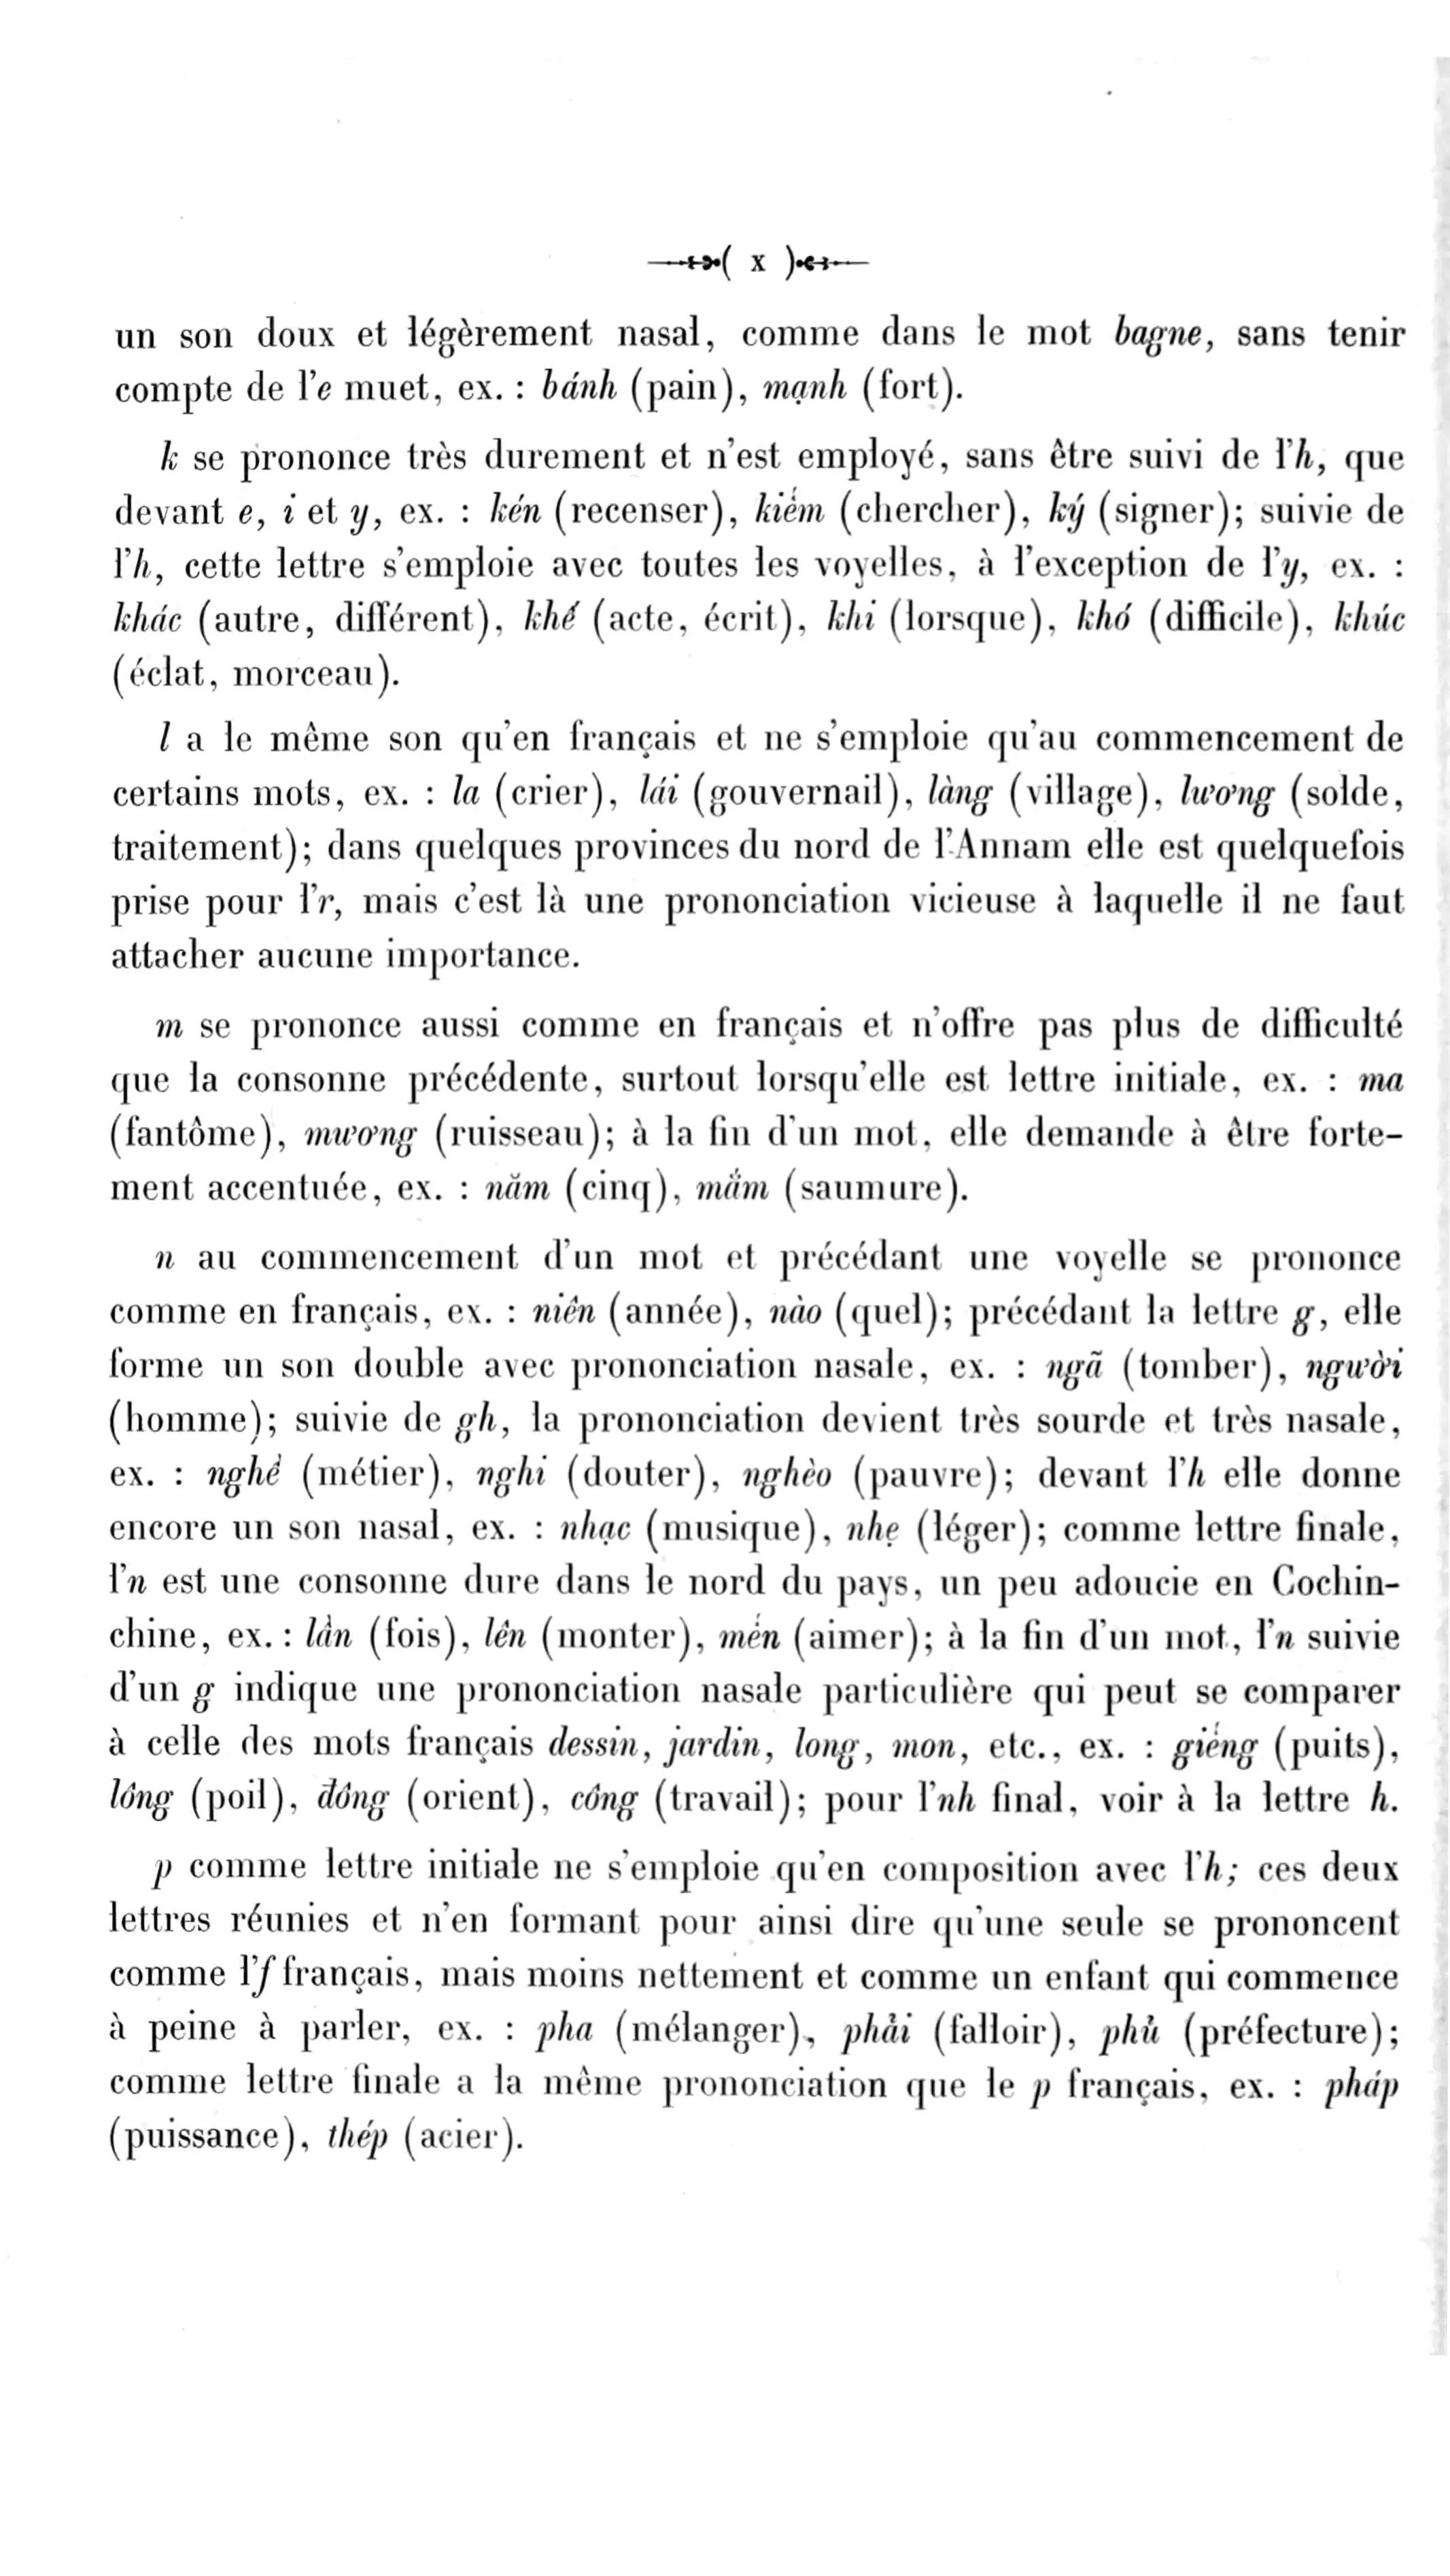 ( x )
un son doux et légèrement nasal, comme dans le mot bagne, sans tenir
compte de l'e muet, ex. : bánh (pain), mạnh (fort).
k se prononce très durement et n'est employé, sans être suivi de l'h, que
devant e, i et y, ex. : kén (recenser), kiếm (chercher), ký (signer); suivie de
l'h, cette lettre s'emploie avec toutes les voyelles, à l'exception de l'y, ex. :
khác (autre, différent), khế (acte, écrit), khi (lorsque), khó (difficile), khúc
(éclat, morceau).
l a le même son qu'en français et ne s'emploie qu'au commencement de
certains mots, ex. : la (crier), lái (gouvernail), làng (village), lương (solde,
traitement); dans quelques provinces du nord de l'Annam elle est quelquefois
prise pour l'r, mais c'est là une prononciation vicieuse à laquelle il ne faut
attacher aucune importance.
m se prononce aussi comme en français et n'offre pas plus de difficulté
que la consonne précédente, surtout lorsqu'elle est lettre initiale, ex. : ma
(fantôme), mương (ruisseau); à la fin d'un mot, elle demande à être forte-
ment accentuée, ex. : năm (cinq), mắm (saumure).
n au commencement d'un mot et précédant une voyelle se prononce
comme en français, ex. : niên (année), nào (quel); précédant la lettre g, elle
forme un son double avec prononciation nasale, ex. : ngã (tomber), người
(homme); suivie de gh, la prononciation devient très sourde et très nasale,
ex. : nghề (métier), nghi (douter), nghèo (pauvre); devant l'h elle donne
encore un son nasal, ex. : nhạc (musique), nhẹ (léger); comme lettre finale,
l'n est une consonne dure dans le nord du pays, un peu adoucie en Cochin-
chine, ex. : lần (fois), lên (monter), mến (aimer); à la fin d'un mot, l'n suivie
d'un g indique une prononciation nasale particulière qui peut se comparer
à celle des mots français dessin, jardin, long, mon, etc., ex. : giếng (puits),
lông (poil), đông (orient), công (travail); pour l'nh final, voir à la lettre h.
p comme lettre initiale ne s'emploie qu'en composition avec l'h; ces deux
lettres réunies et n'en formant pour ainsi dire qu'une seule se prononcent
comme l'f français, mais moins nettement et comme un enfant qui commence
à peine à parler, ex. : pha (mélanger), phải (falloir), phủ (préfecture);
comme lettre finale a la même prononciation que le p français, ex. : pháp
(puissance), thép (acier).